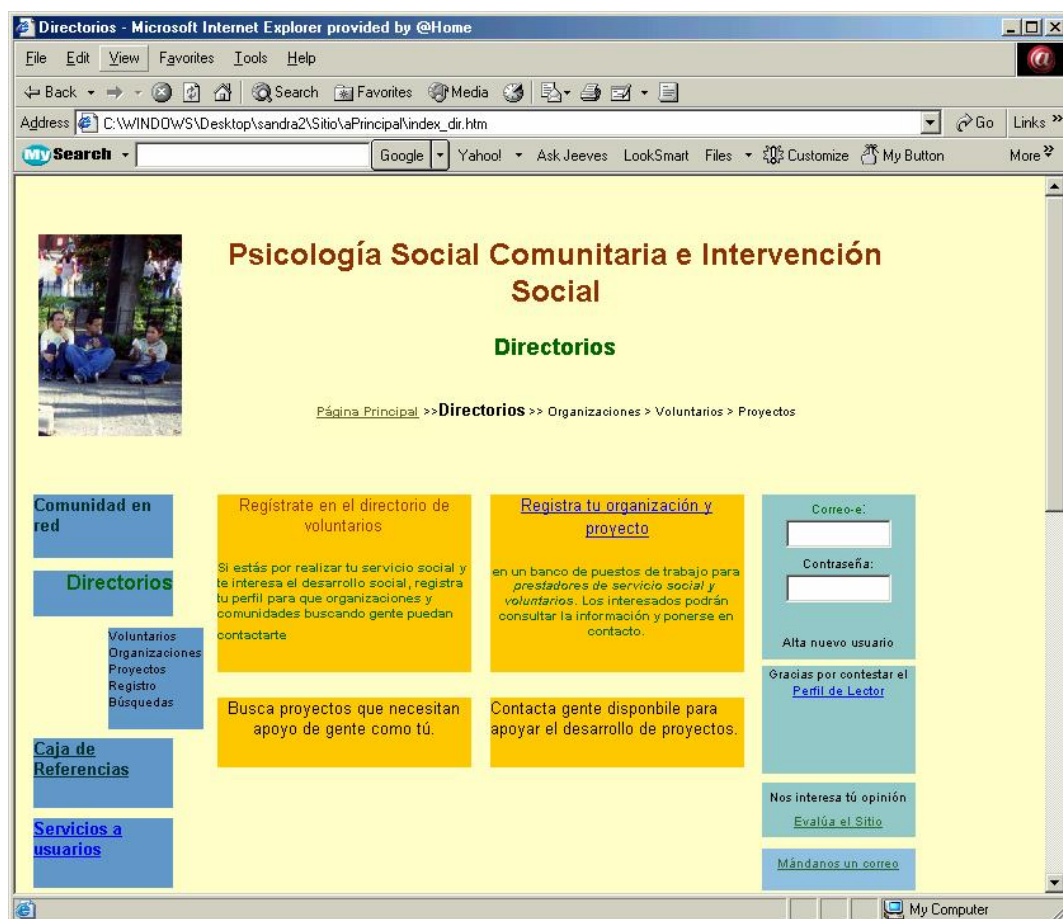 Directorios - Microsoft Internet Explorer provided by @Home
File Edit View Favorites Tools Help
Back Search Favorites Media
Address C:\WINDOWS\Desktop\sandra2\Sitio\aPrincipal\index_dir.htm Go Links »
My Search Google Yahoo! Ask Jeeves LookSmart Files Customize My Button More »
Psicología Social Comunitaria e Intervención
Social
Directorios
Página Principal >>Directorios >> Organizaciones > Voluntarios > Proyectos
Comunidad en
red
Directorios
Voluntarios
Organizaciones
Proyectos
Registro
Búsquedas
Caja de
Referencias
Servicios a
usuarios
Regístrate en el directorio de
voluntarios
Si estás por realizar tu servicio social y
te interesa el desarrollo social, registra
tu perfil para que organizaciones y
comunidades buscando gente puedan
contactarte
Busca proyectos que necesitan
apoyo de gente como tú.
Registra tu organización y
proyecto
en un banco de puestos de trabajo para
prestadores de servicio social y
voluntarios. Los interesados podrán
consultar la información y ponerse en
contacto.
Contacta gente disponbile para
apoyar el desarrollo de proyectos.
Correo-e:
Contraseña:
Alta nuevo usuario
Gracias por contestar el
Perfil de Lector
Nos interesa tú opinión
Evalúa el Sitio
Mándanos un correo
My Computer